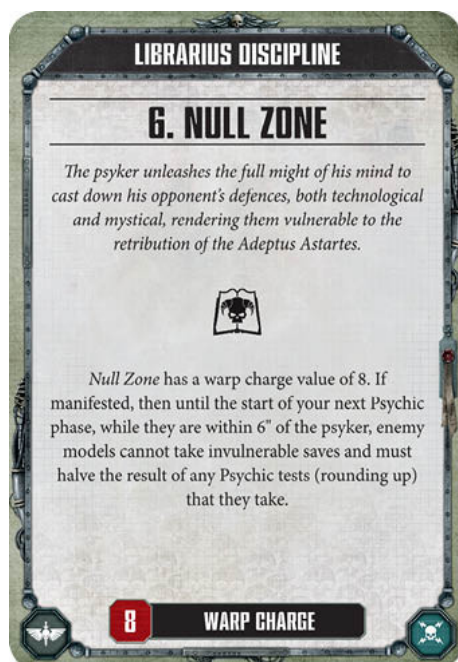 LIBRARIUS DISCIPLINE
6. NULL ZONE
The psyker unleashes the full might of his mind to
cast down his opponent’s defences, both technological
and mystical, rendering them vulnerable to the
retribution of the Adeptus Astartes.
Null Zone has a warp charge value of 8. If
manifested, then until the start of your next Psychic
phase, while they are within 6" of the psyker, enemy
models cannot take invulnerable saves and must
halve the result of any Psychic tests (rounding up)
that they take.
8 WARP CHARGE